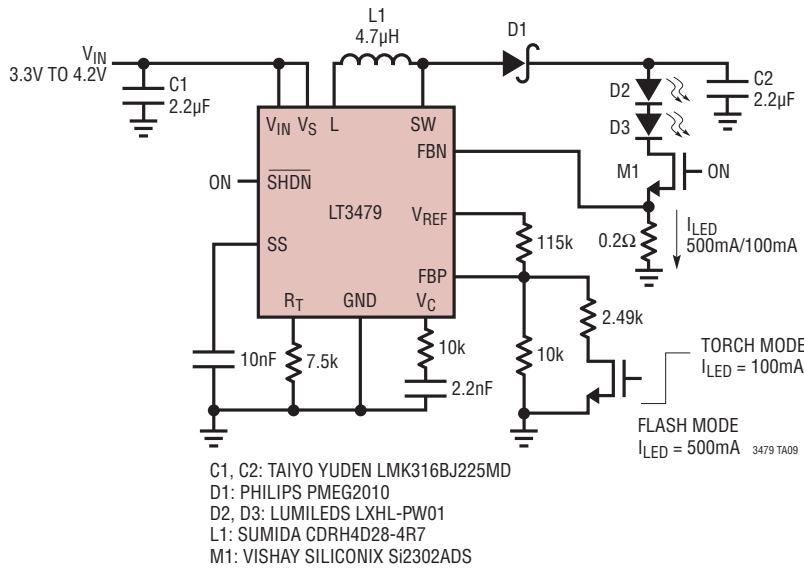 L1
4.7µH
D1
VIN
3.3V TO 4.2V
C1
2.2µF
D2
D3
C2
2.2µF
VIN VS L SW
FBN
M1
ON
ON
SHDN
LT3479
VREF
ILED
500mA/100mA
0.2Ω
115k
SS
FBP
RT GND VC
2.49k
10nF
7.5k
10k
2.2nF
10k
TORCH MODE
ILED = 100mA
FLASH MODE
ILED = 500mA
3479 TA09
C1, C2: TAIYO YUDEN LMK316BJ225MD
D1: PHILIPS PMEG2010
D2, D3: LUMILEDS LXHL-PW01
L1: SUMIDA CDRH4D28-4R7
M1: VISHAY SILICONIX Si2302ADS